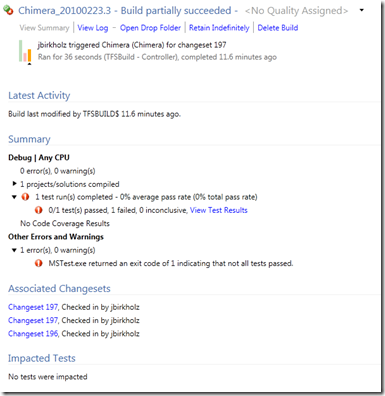 Chimera_20100223.3 - Build partially succeeded - <No Quality Assigned>
View Summary | View Log - Open Drop Folder | Retain Indefinitely | Delete Build
jbirkholz triggered Chimera (Chimera) for changeset 197
Ran for 36 seconds (TFSBuild - Controller), completed 11.6 minutes ago
Latest Activity
Build last modified by TFSBUILD$ 11.6 minutes ago.
Summary
Debug | Any CPU
0 error(s), 0 warning(s)
1 projects/solutions compiled
1 test run(s) completed - 0% average pass rate (0% total pass rate)
0/1 test(s) passed, 1 failed, 0 inconclusive, View Test Results
No Code Coverage Results
Other Errors and Warnings
1 error(s), 0 warning(s)
MSTest.exe returned an exit code of 1 indicating that not all tests passed.
Associated Changesets
Changeset 197, Checked in by jbirkholz
Changeset 197, Checked in by jbirkholz
Changeset 196, Checked in by jbirkholz
Impacted Tests
No tests were impacted